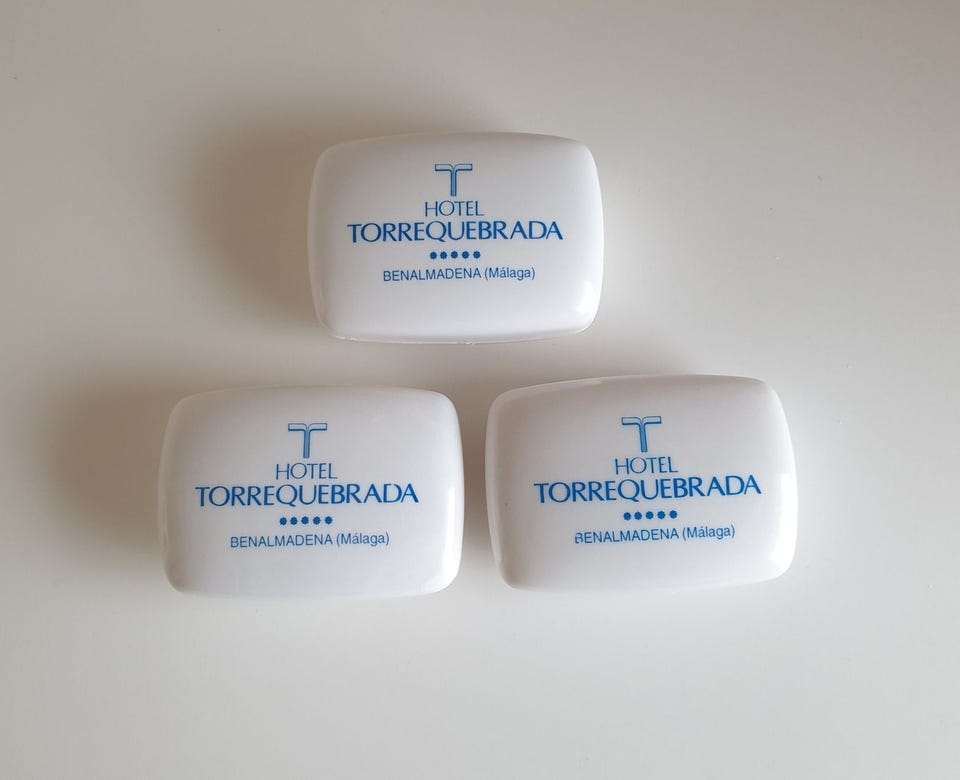 T
HOTEL
TORREQUEBRADA
*****
BENALMADENA (Málaga)
T
HOTEL
TORREQUEBRADA
*****
BENALMADENA (Málaga)
T
HOTEL
TORREQUEBRADA
*****
BENALMADENA (Málaga)